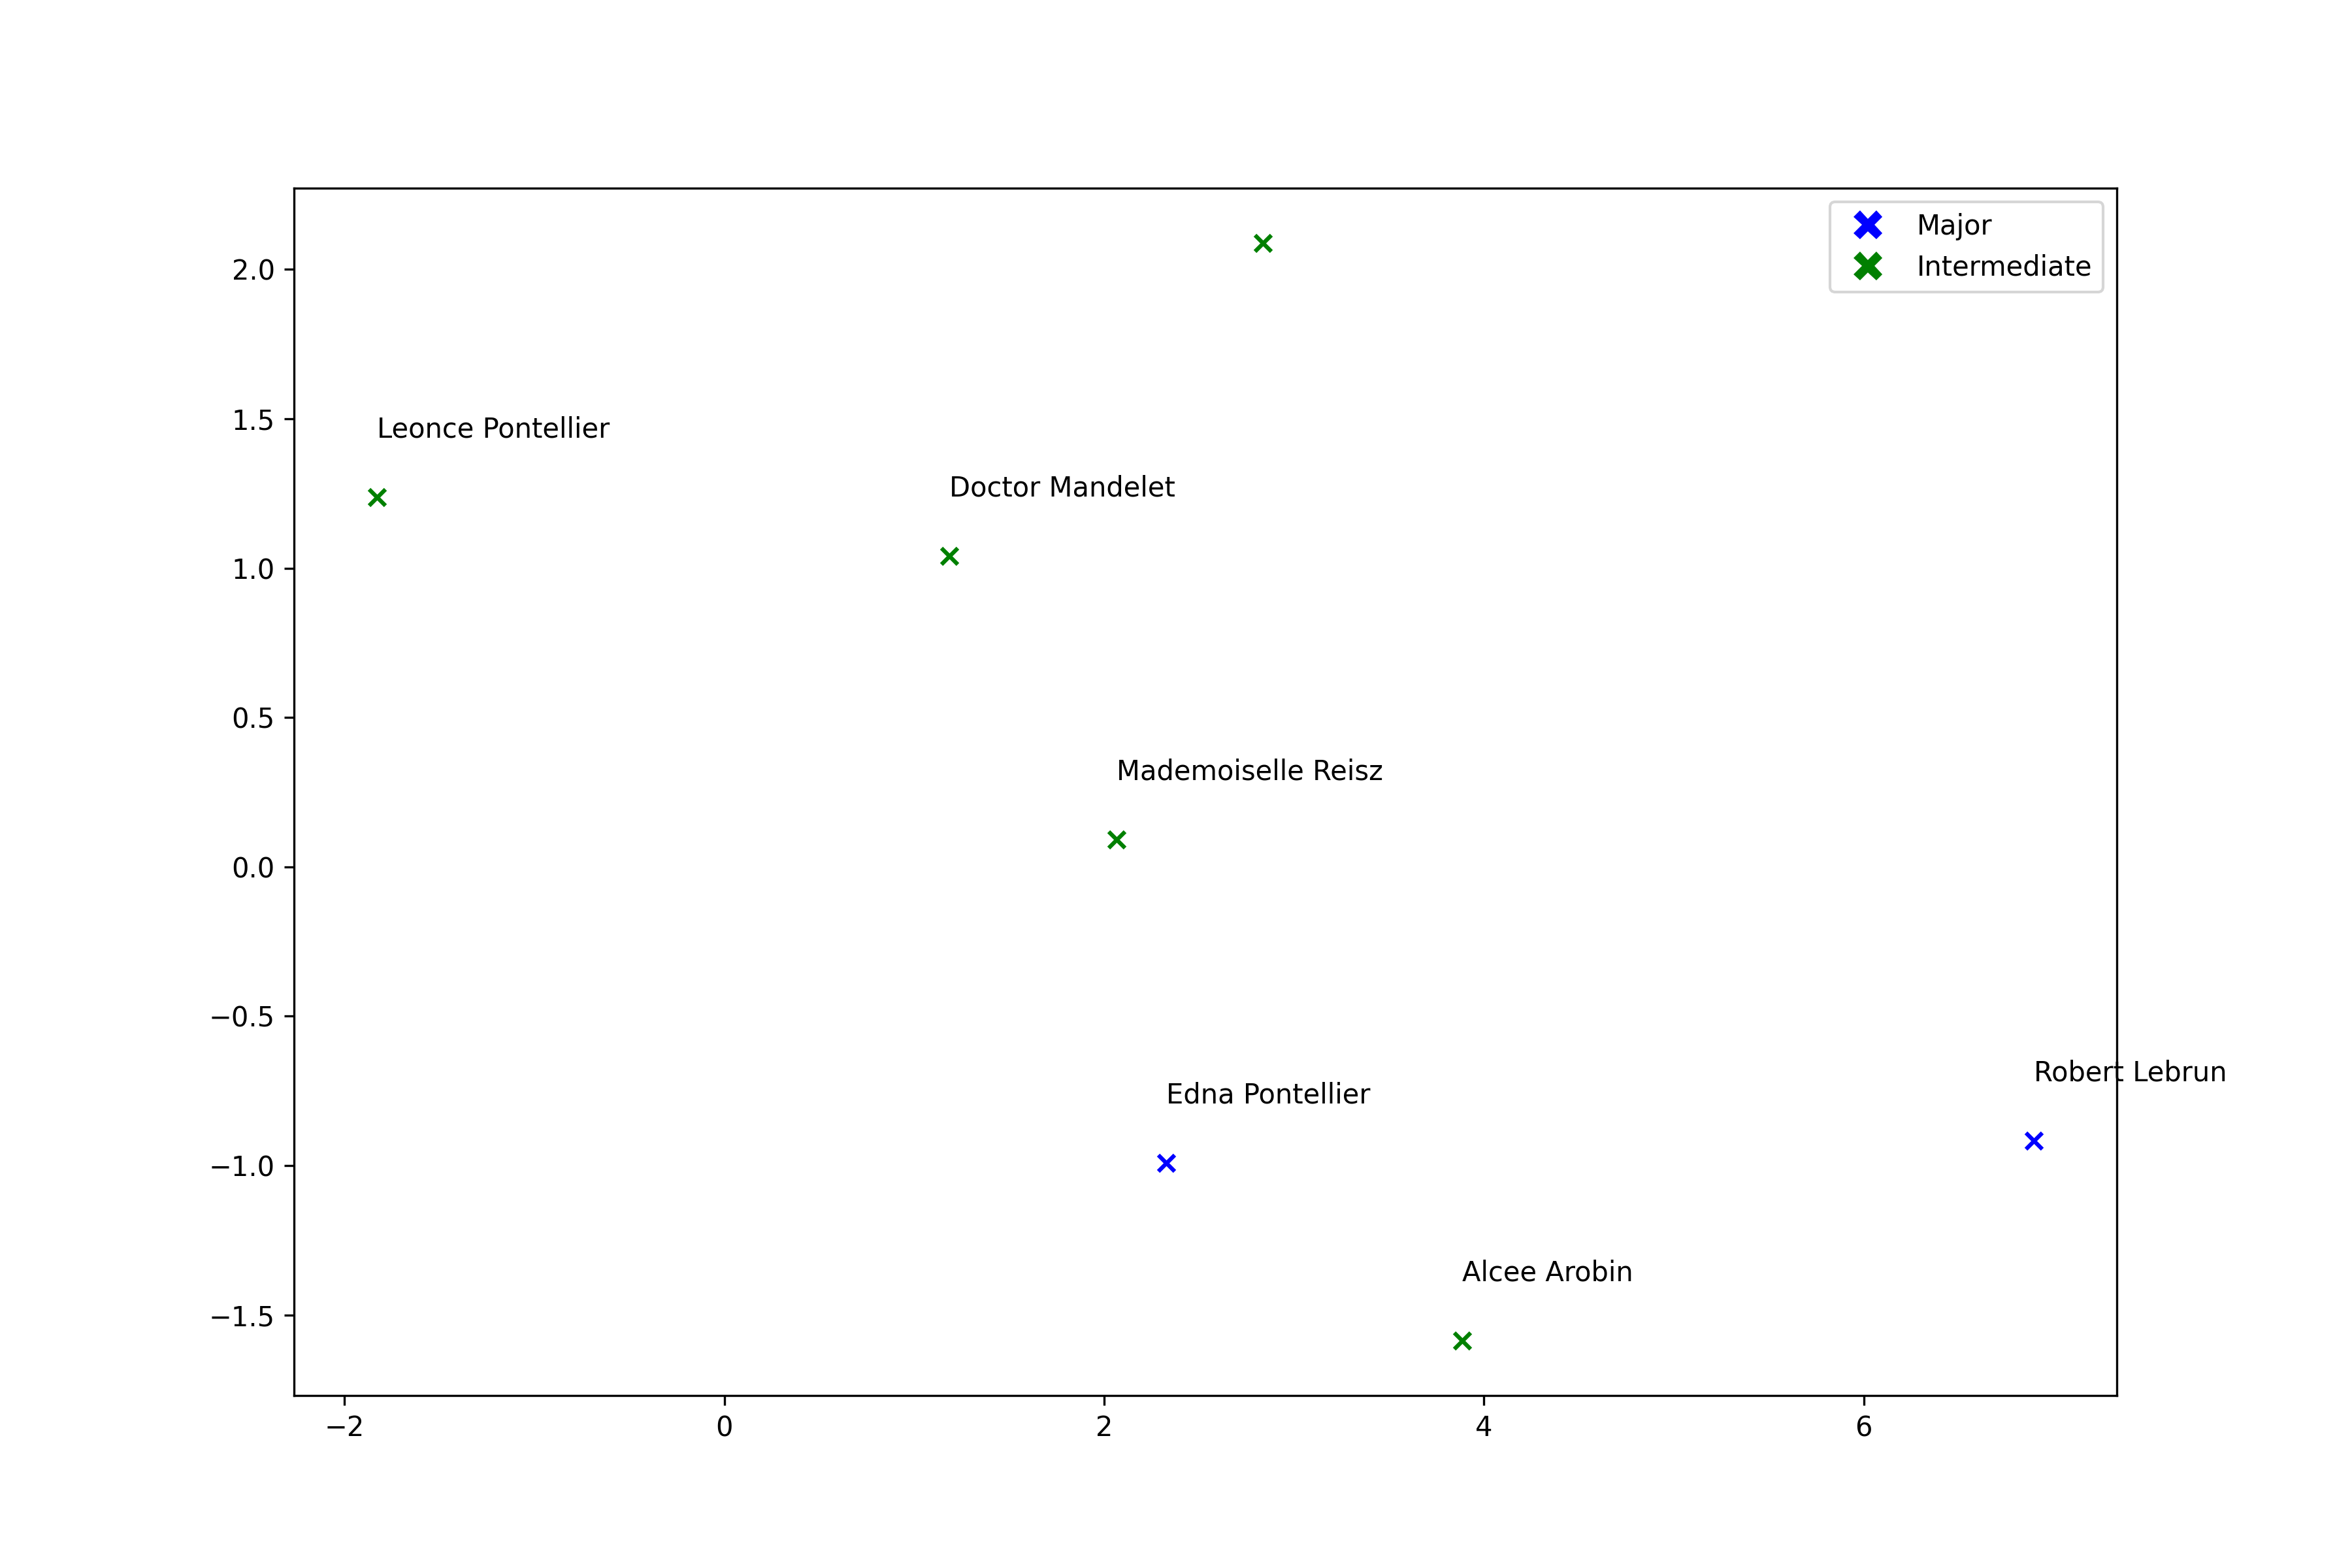 Major
Intermediate
2.0
1.5
Leonce Pontellier
Doctor Mandelet
1.0
0.5
Mademoiselle Reisz
0.0
−0.5
Robert Lebrun
Edna Pontellier
−1.0
Alcee Arobin
−1.5
−2 0 2 4 6